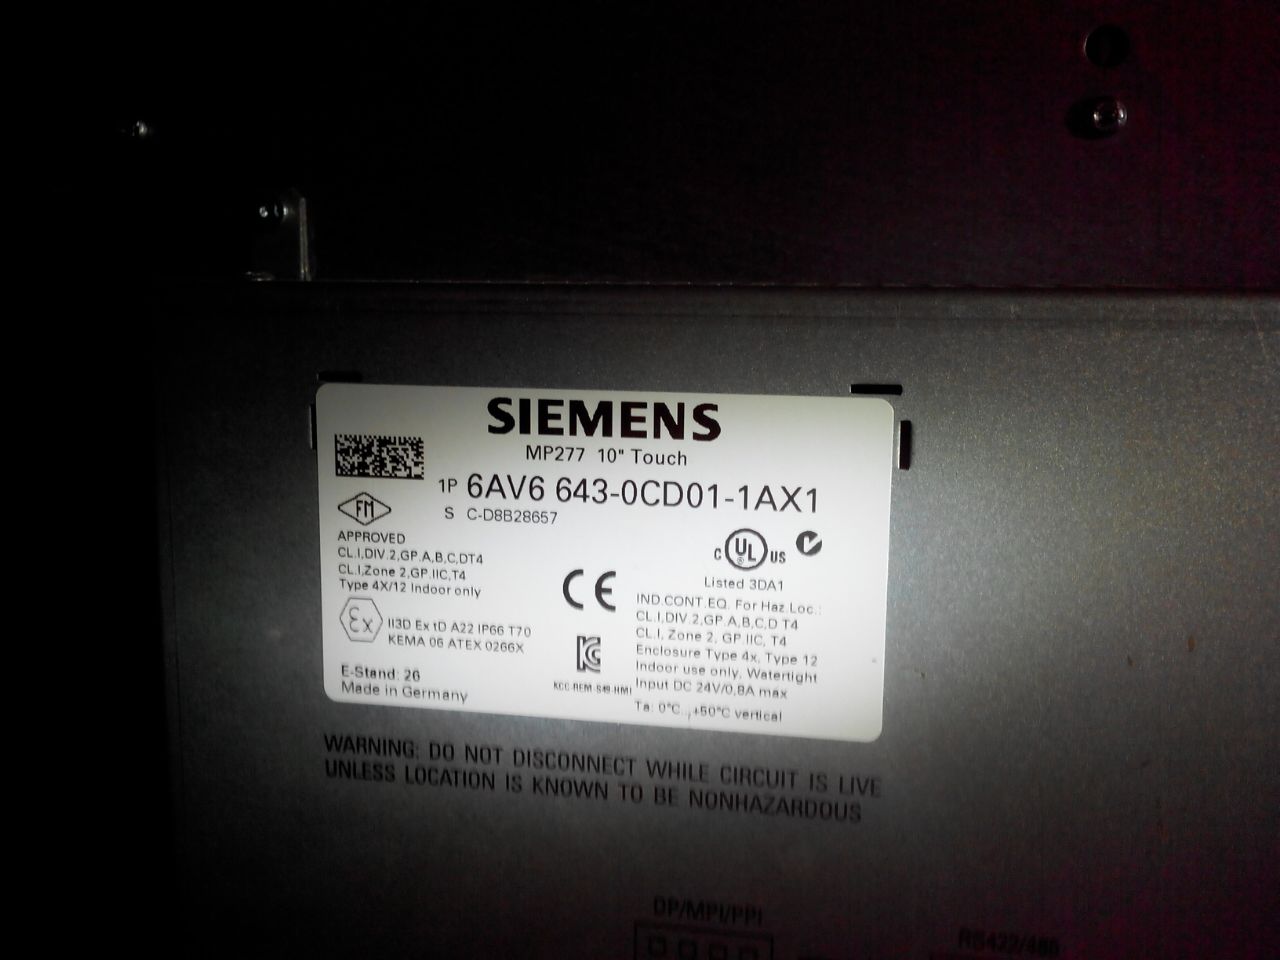 SIEMENS
MP277 10" Touch
1P 6AV6 643-0CD01-1AX1
S C-D8B28657
FM
APPROVED
CL.I,DIV.2,GP.A,B,C,DT4
CL.I,Zone 2,GP.IIC,T4
Type 4X/12 Indoor only
Ex II3D Ex tD A22 IP66 T70
KEMA 06 ATEX 0266X
E-Stand: 26
Made in Germany
CE
KCC-REM-S49-HMI
C UL US
Listed 3DA1
IND.CONT.EQ. For Haz.Loc.:
CL.I,DIV.2,GP.A,B,C,D T4
CL.I, Zone 2, GP.IIC, T4
Enclosure Type 4x, Type 12
Indoor use only, Watertight
Input DC 24V/0,8A max
Ta: 0°C...+50°C vertical
WARNING: DO NOT DISCONNECT WHILE CIRCUIT IS LIVE
UNLESS LOCATION IS KNOWN TO BE NONHAZARDOUS
DP/MPI/PPI
RS422/485